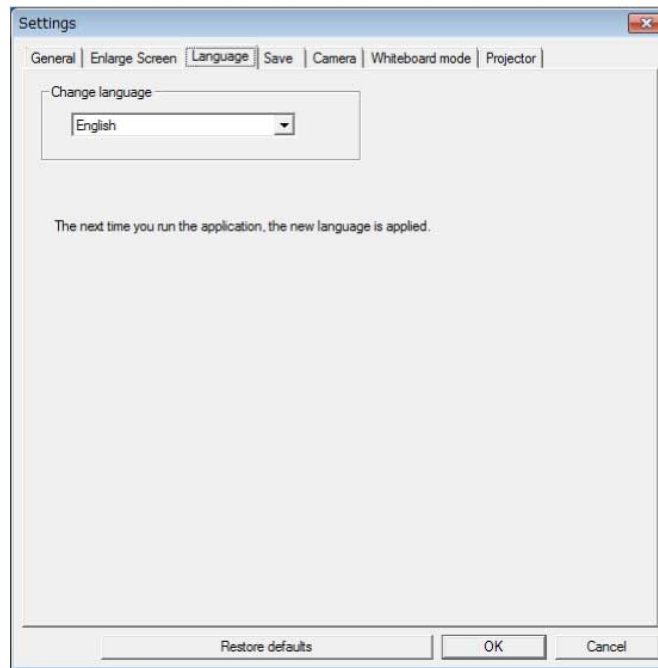 Settings
General Enlarge Screen Language Save Camera Whiteboard mode Projector
Change language
English
The next time you run the application, the new language is applied.
Restore defaults OK Cancel